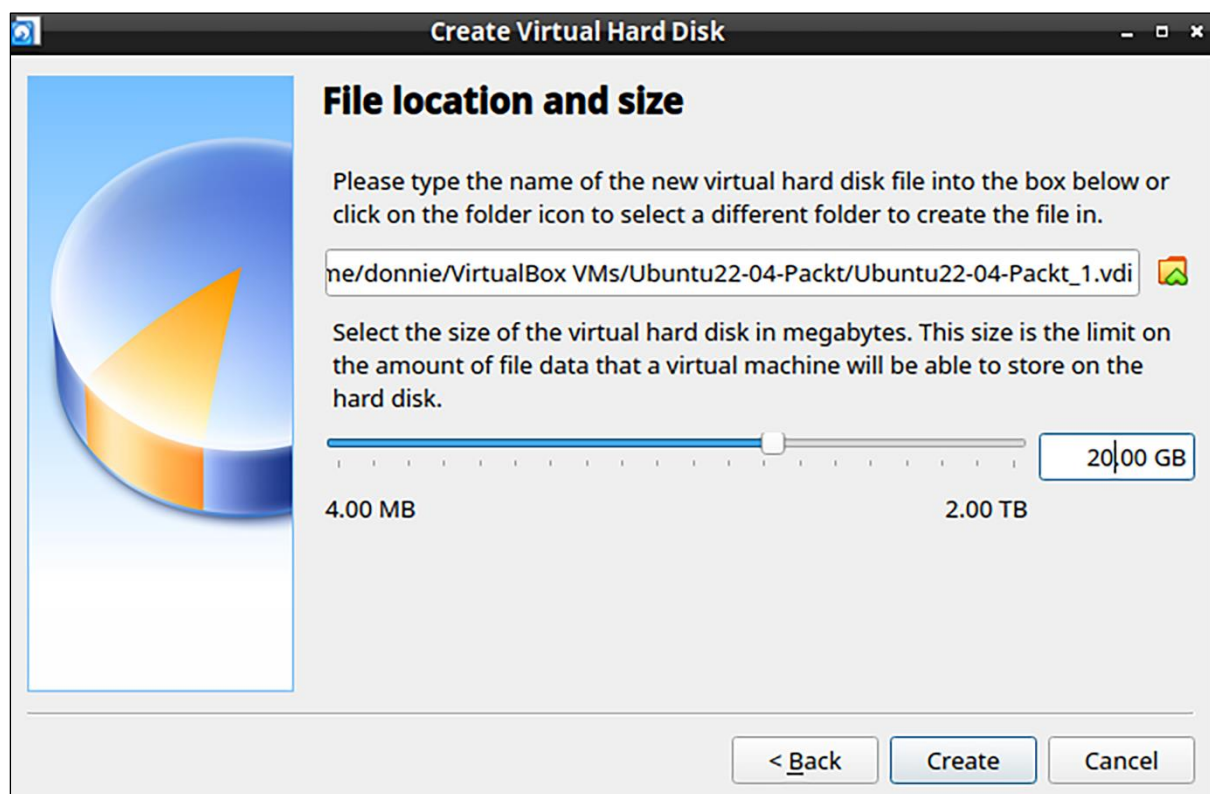 Create Virtual Hard Disk
File location and size
Please type the name of the new virtual hard disk file into the box below or
click on the folder icon to select a different folder to create the file in.
me/donnie/VirtualBox VMs/Ubuntu22-04-Packt/Ubuntu22-04-Packt_1.vdi
Select the size of the virtual hard disk in megabytes. This size is the limit on
the amount of file data that a virtual machine will be able to store on the
hard disk.
20.00 GB
4.00 MB 2.00 TB
< Back Create Cancel